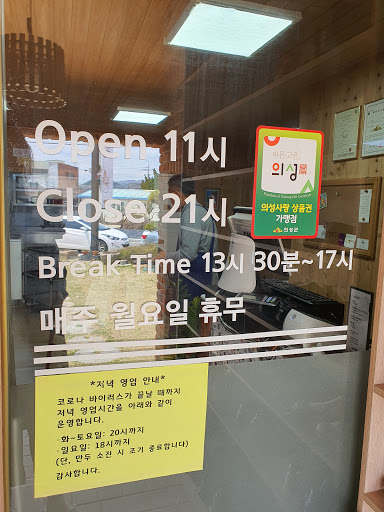 Open 11시
Close 21시
Break Time 13시 30분~17시
매주 월요일 휴무
의성
의성사랑 상품권
가맹점
의성군
*저녁 영업 안내*
코로나 바이러스가 끝날 때까지
저녁 영업시간을 아래와 같이
운영합니다.
·화~토요일: 20시까지
·일요일: 18시까지
(단, 만두 소진 시 조기 종료합니다)
감사합니다.